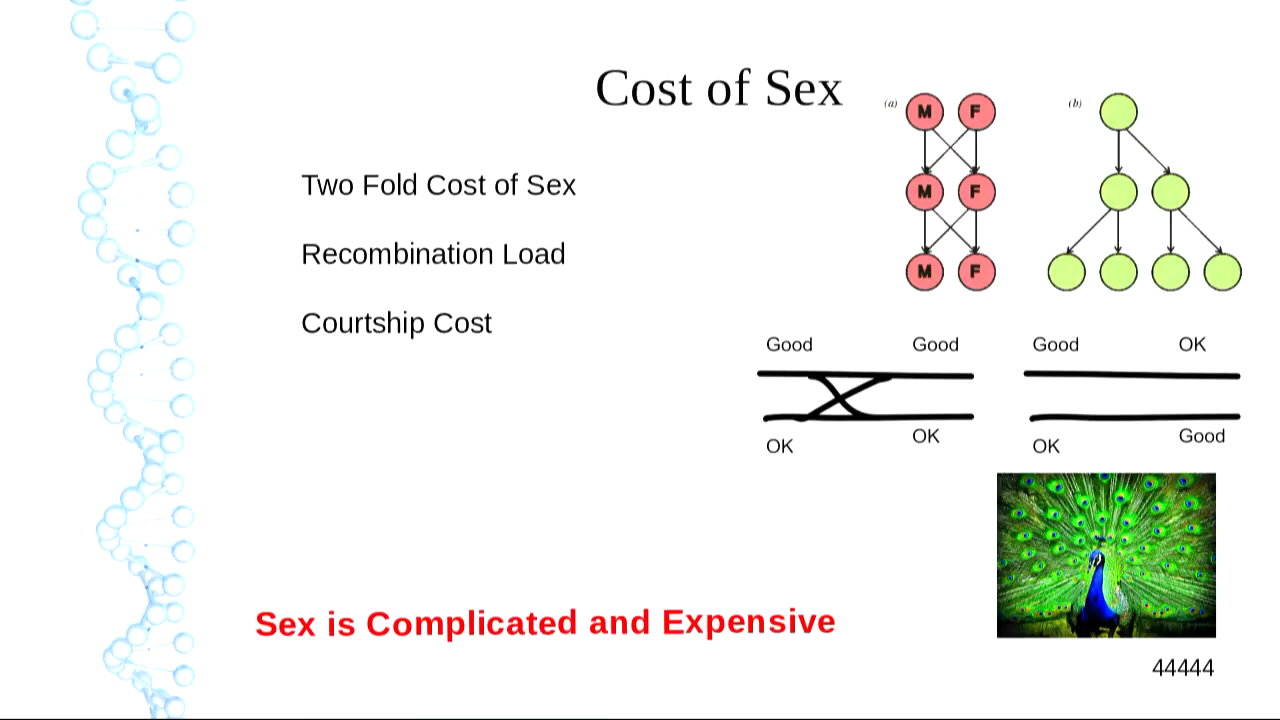 Cost of Sex
(a) M F (b)
Two Fold Cost of Sex
M F
Recombination Load
M F
Courtship Cost
Good Good Good OK
OK OK OK Good
Sex is Complicated and Expensive
44444